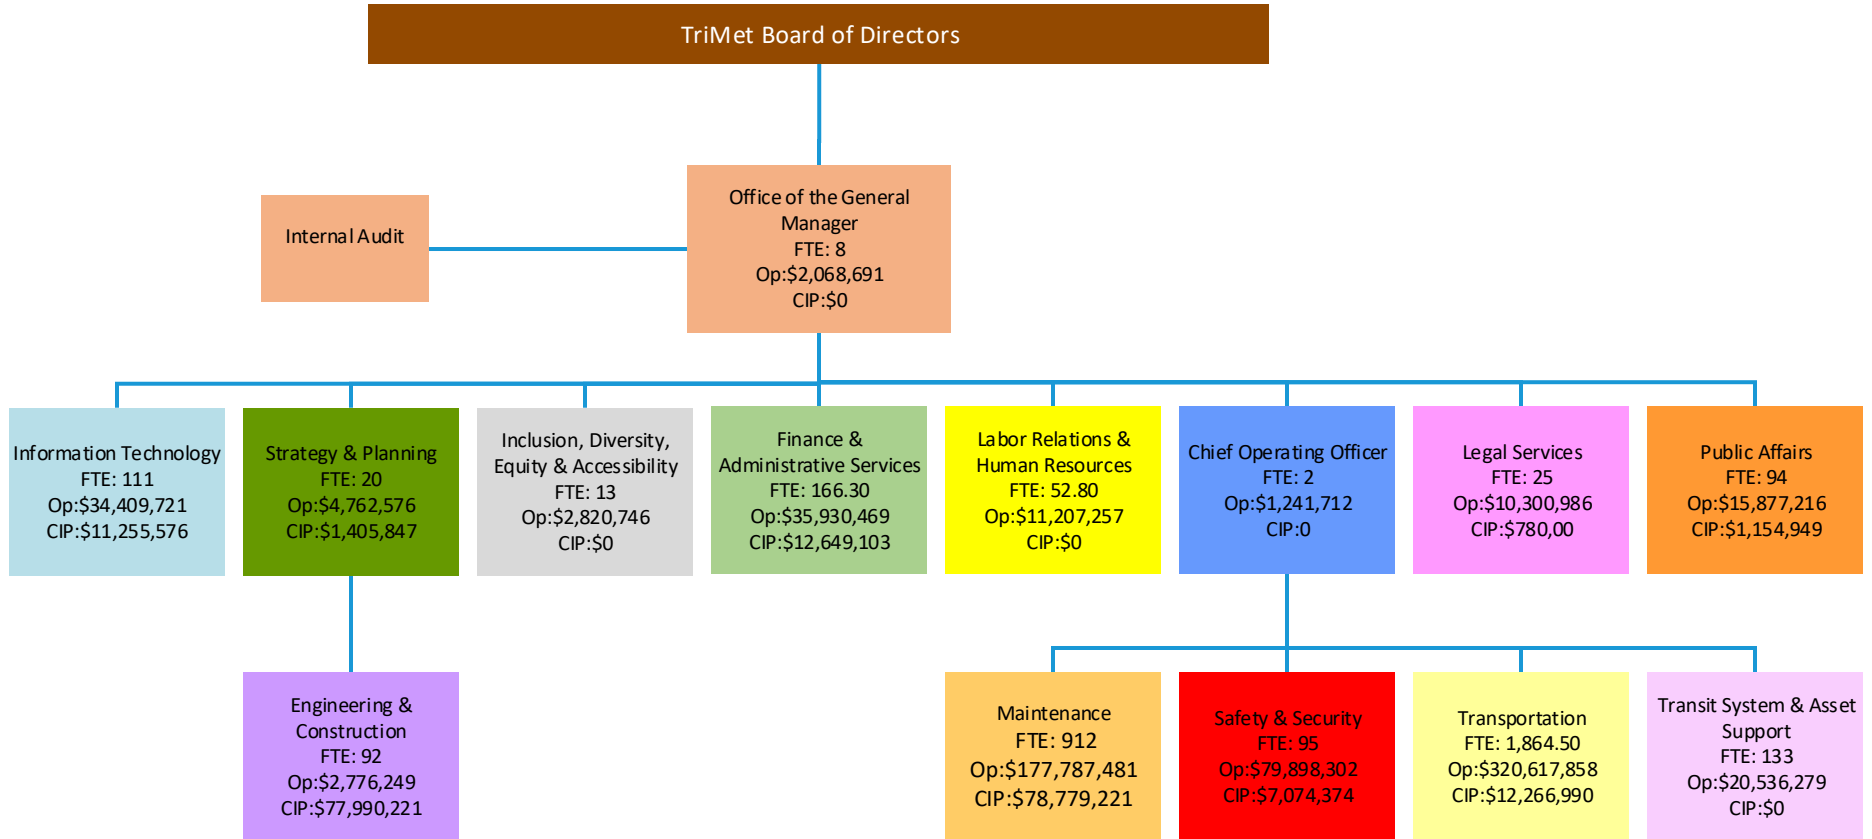 TriMet Board of Directors
Internal Audit
Office of the General
Manager
FTE: 8
Op:$2,068,691
CIP:$0
Information Technology
FTE: 111
Op:$34,409,721
CIP:$11,255,576
Strategy & Planning
FTE: 20
Op:$4,762,576
CIP:$1,405,847
Inclusion, Diversity,
Equity & Accessibility
FTE: 13
Op:$2,820,746
CIP:$0
Finance &
Administrative Services
FTE: 166.30
Op:$35,930,469
CIP:$12,649,103
Labor Relations &
Human Resources
FTE: 52.80
Op:$11,207,257
CIP:$0
Chief Operating Officer
FTE: 2
Op:$1,241,712
CIP:0
Legal Services
FTE: 25
Op:$10,300,986
CIP:$780,00
Public Affairs
FTE: 94
Op:$15,877,216
CIP:$1,154,949
Engineering &
Construction
FTE: 92
Op:$2,776,249
CIP:$77,990,221
Maintenance
FTE: 912
Op:$177,787,481
CIP:$78,779,221
Safety & Security
FTE: 95
Op:$79,898,302
CIP:$7,074,374
Transportation
FTE: 1,864.50
Op:$320,617,858
CIP:$12,266,990
Transit System & Asset
Support
FTE: 133
Op:$20,536,279
CIP:$0